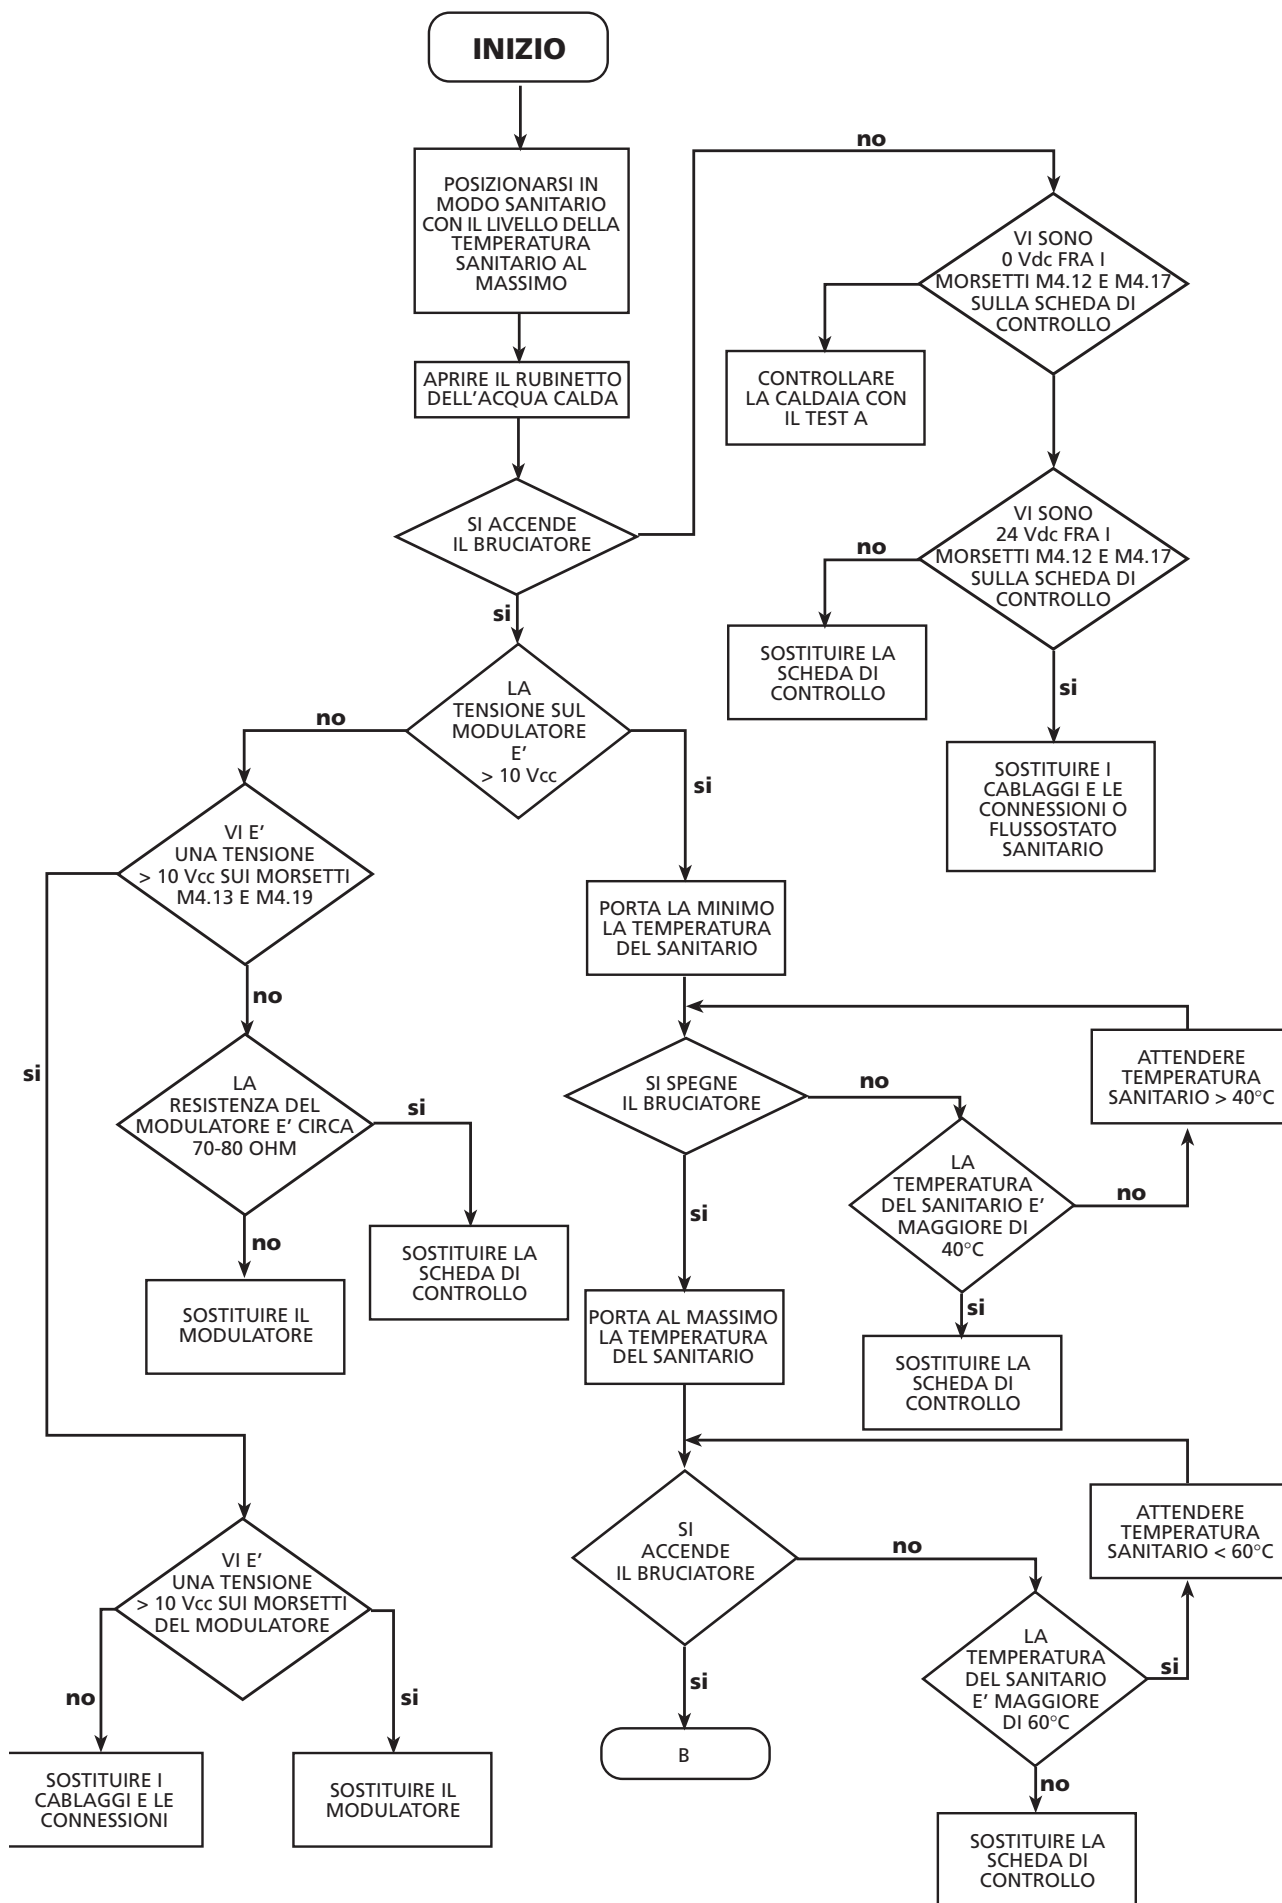 INIZIO
POSIZIONARSI IN
MODO SANITARIO
CON IL LIVELLO DELLA
TEMPERATURA
SANITARIO AL
MASSIMO
APRIRE IL RUBINETTO
DELL'ACQUA CALDA
SI ACCENDE
IL BRUCIATORE
no
VI SONO
0 Vdc FRA I
MORSETTI M4.12 E M4.17
SULLA SCHEDA DI
CONTROLLO
CONTROLLARE
LA CALDAIA CON
IL TEST A
VI SONO
24 Vdc FRA I
MORSETTI M4.12 E M4.17
SULLA SCHEDA DI
CONTROLLO
no
SOSTITUIRE LA
SCHEDA DI
CONTROLLO
si
SOSTITUIRE I
CABLAGGI E LE
CONNESSIONI O
FLUSSOSTATO
SANITARIO
si
LA
TENSIONE SUL
MODULATORE
E'
> 10 Vcc
no
si
VI E'
UNA TENSIONE
> 10 Vcc SUI MORSETTI
M4.13 E M4.19
no
si
LA
RESISTENZA DEL
MODULATORE E' CIRCA
70-80 OHM
si
no
SOSTITUIRE LA
SCHEDA DI
CONTROLLO
SOSTITUIRE IL
MODULATORE
VI E'
UNA TENSIONE
> 10 Vcc SUI MORSETTI
DEL MODULATORE
no
si
SOSTITUIRE I
CABLAGGI E LE
CONNESSIONI
SOSTITUIRE IL
MODULATORE
PORTA LA MINIMO
LA TEMPERATURA
DEL SANITARIO
SI SPEGNE
IL BRUCIATORE
no
ATTENDERE
TEMPERATURA
SANITARIO > 40°C
LA
TEMPERATURA
DEL SANITARIO E'
MAGGIORE DI
40°C
no
si
SOSTITUIRE LA
SCHEDA DI
CONTROLLO
si
PORTA AL MASSIMO
LA TEMPERATURA
DEL SANITARIO
SI
ACCENDE
IL BRUCIATORE
no
ATTENDERE
TEMPERATURA
SANITARIO < 60°C
LA
TEMPERATURA
DEL SANITARIO
E' MAGGIORE
DI 60°C
si
no
SOSTITUIRE LA
SCHEDA DI
CONTROLLO
si
B